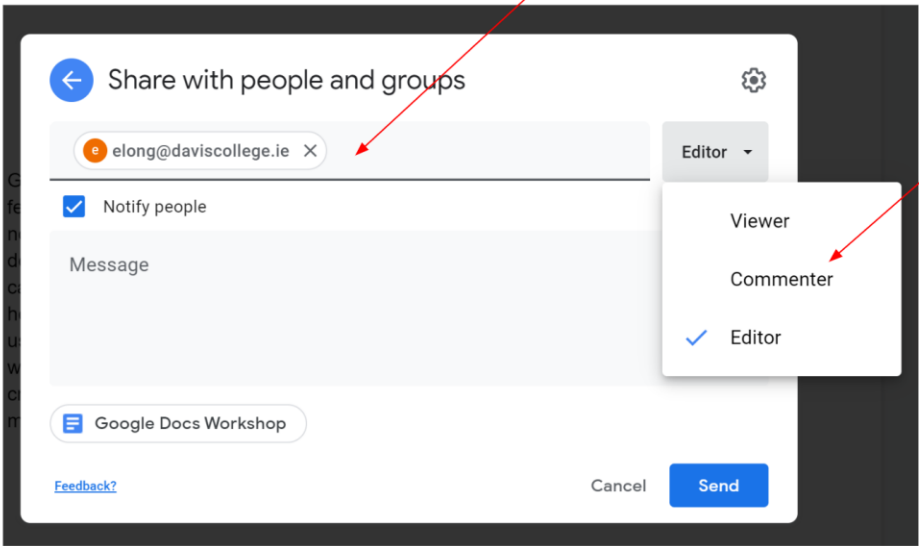 Share with people and groups
e elong@daviscollege.ie
Editor
Notify people
Viewer
Message
Commenter
Editor
Google Docs Workshop
Feedback?
Cancel
Send